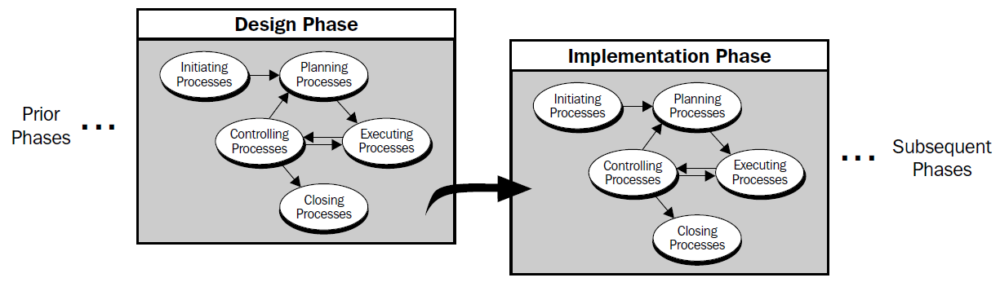 Prior
Phases
...
Design Phase
Initiating
Processes
Planning
Processes
Controlling
Processes
Executing
Processes
Closing
Processes
Implementation Phase
Initiating
Processes
Planning
Processes
Controlling
Processes
Executing
Processes
Closing
Processes
...
Subsequent
Phases